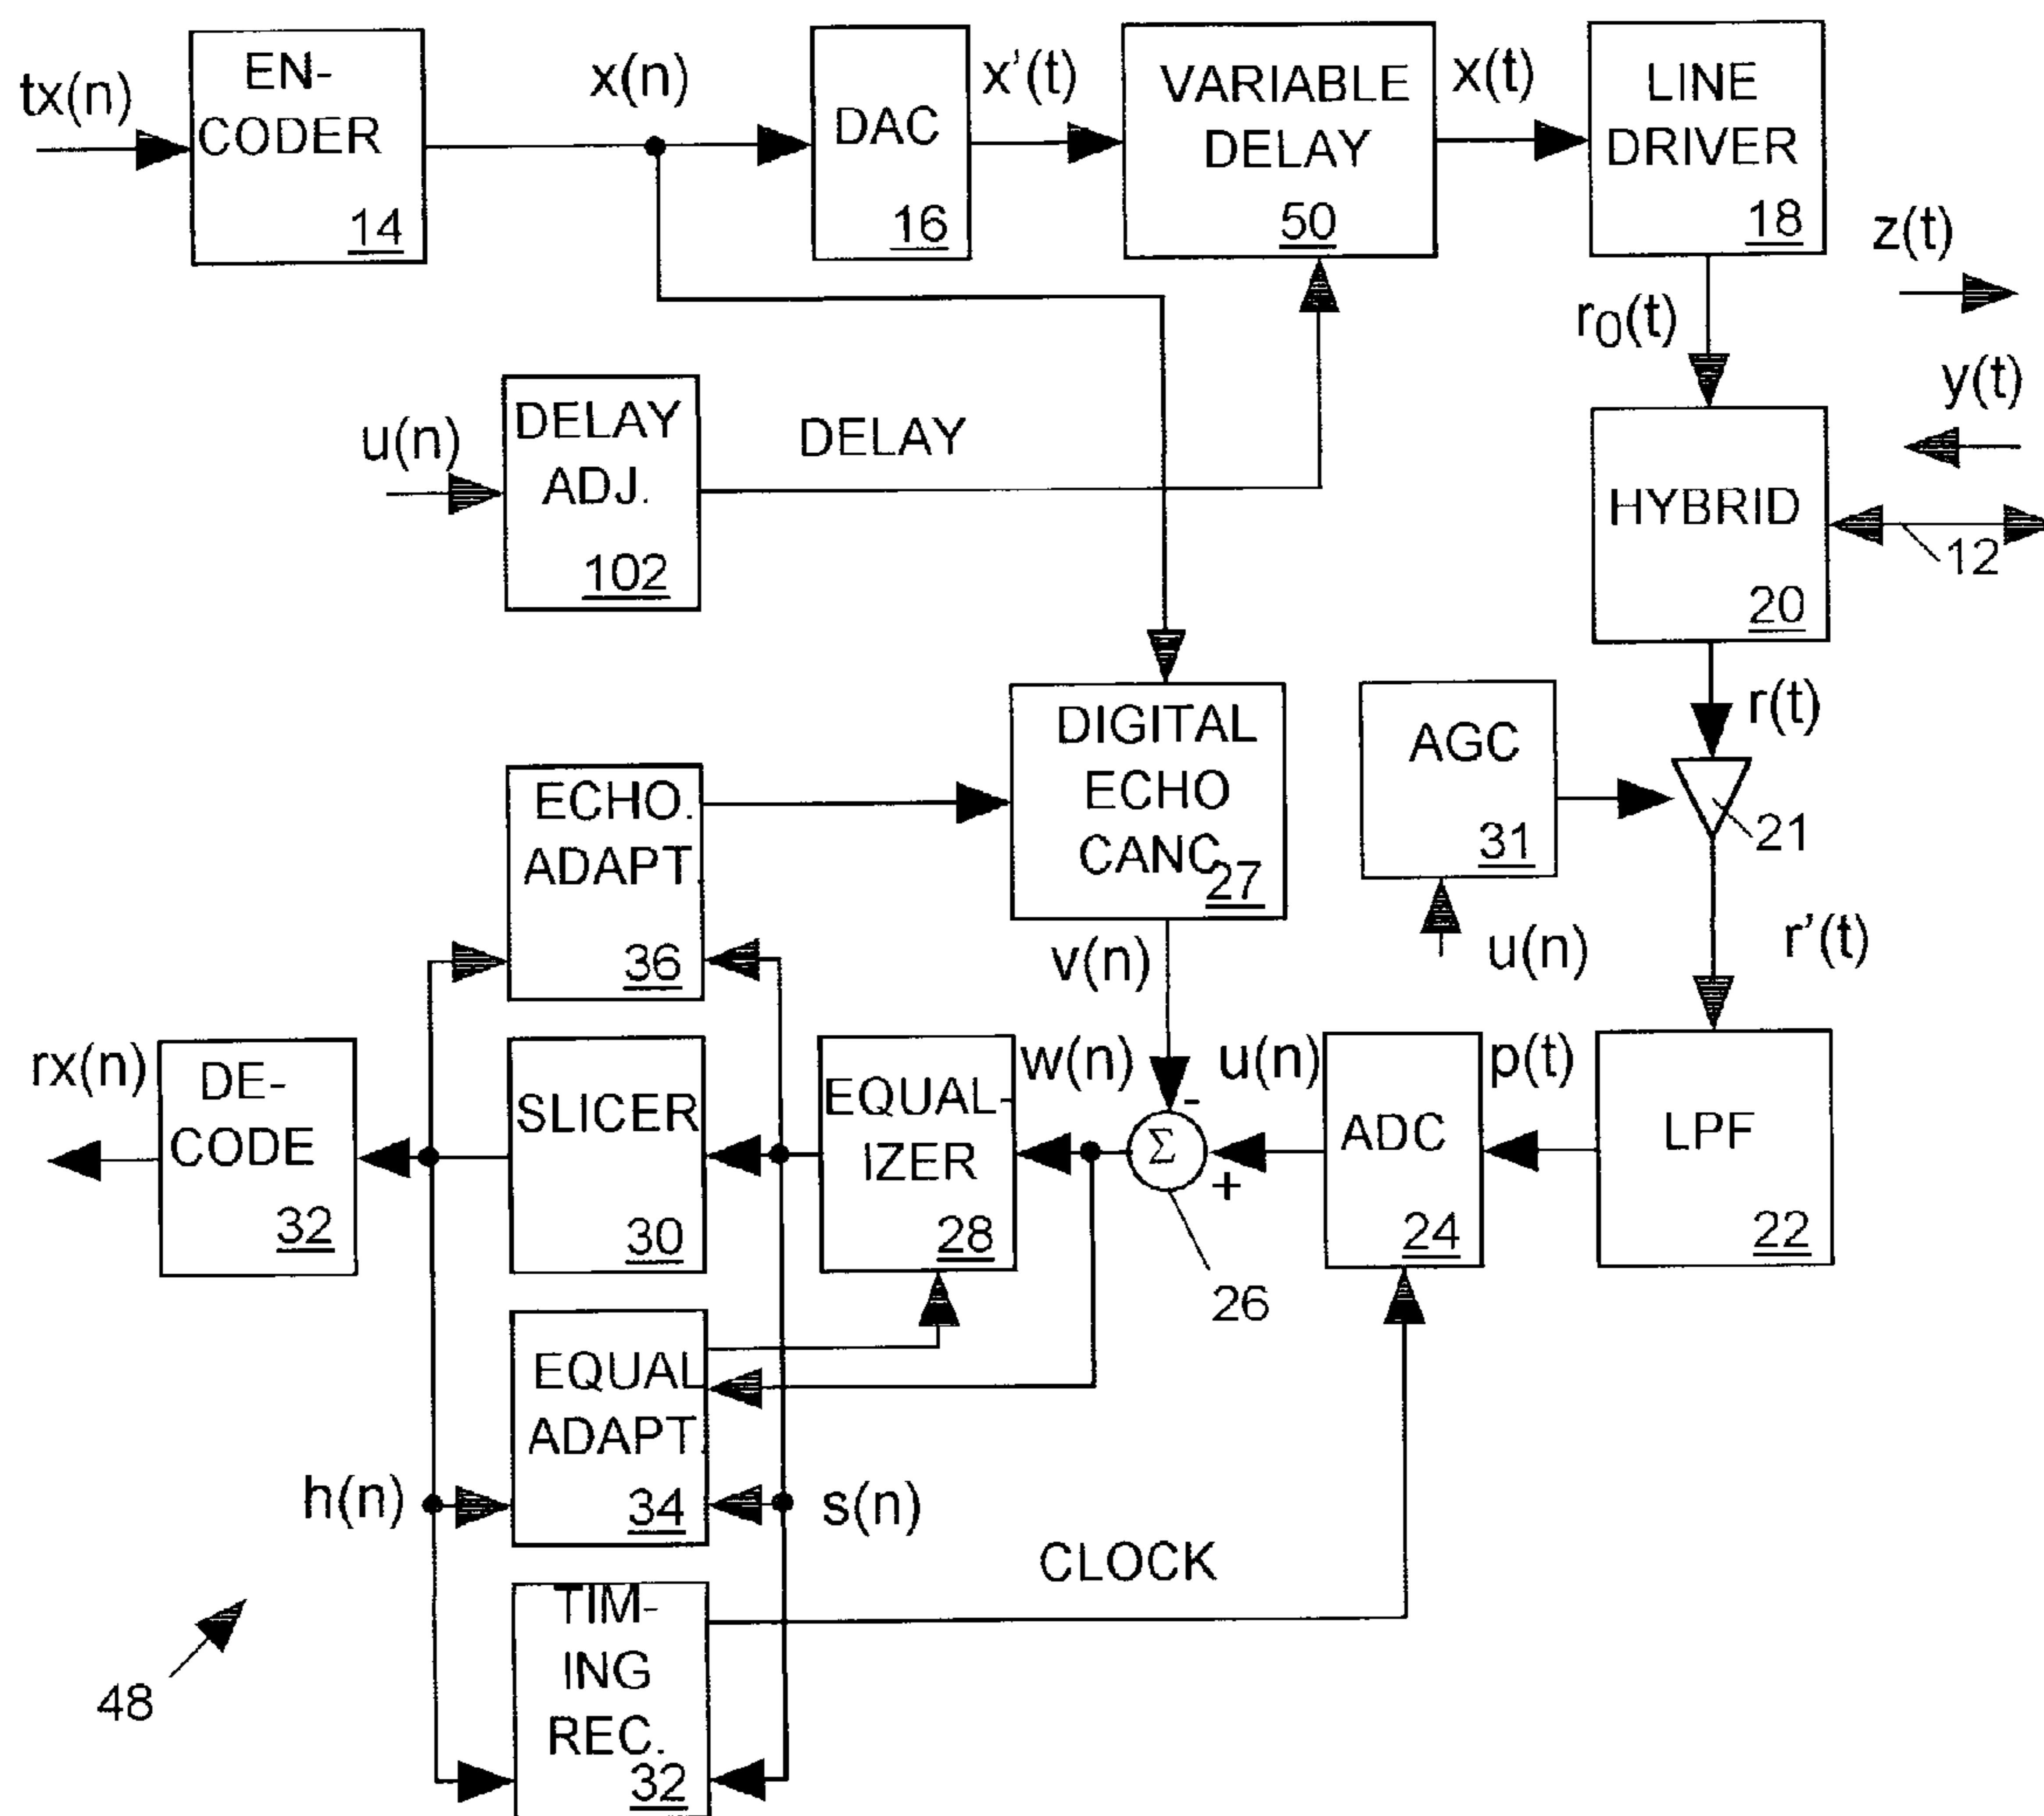 tx(n)
EN-
CODER
14
x(n)
DAC
16
x'(t)
VARIABLE
DELAY
50
x(t)
LINE
DRIVER
18
z(t)
r0(t)
y(t)
u(n)
DELAY
ADJ.
102
DELAY
HYBRID
20
12
r(t)
AGC
31
21
u(n)
r'(t)
DIGITAL
ECHO
CANC
27
ECHO.
ADAPT
36
v(n)
rx(n)
DE-
CODE
32
SLICER
30
EQUAL-
IZER
28
w(n)
-
Σ
+
26
u(n)
ADC
24
p(t)
LPF
22
EQUAL
ADAPT
34
h(n)
s(n)
CLOCK
TIM-
ING
REC.
32
48